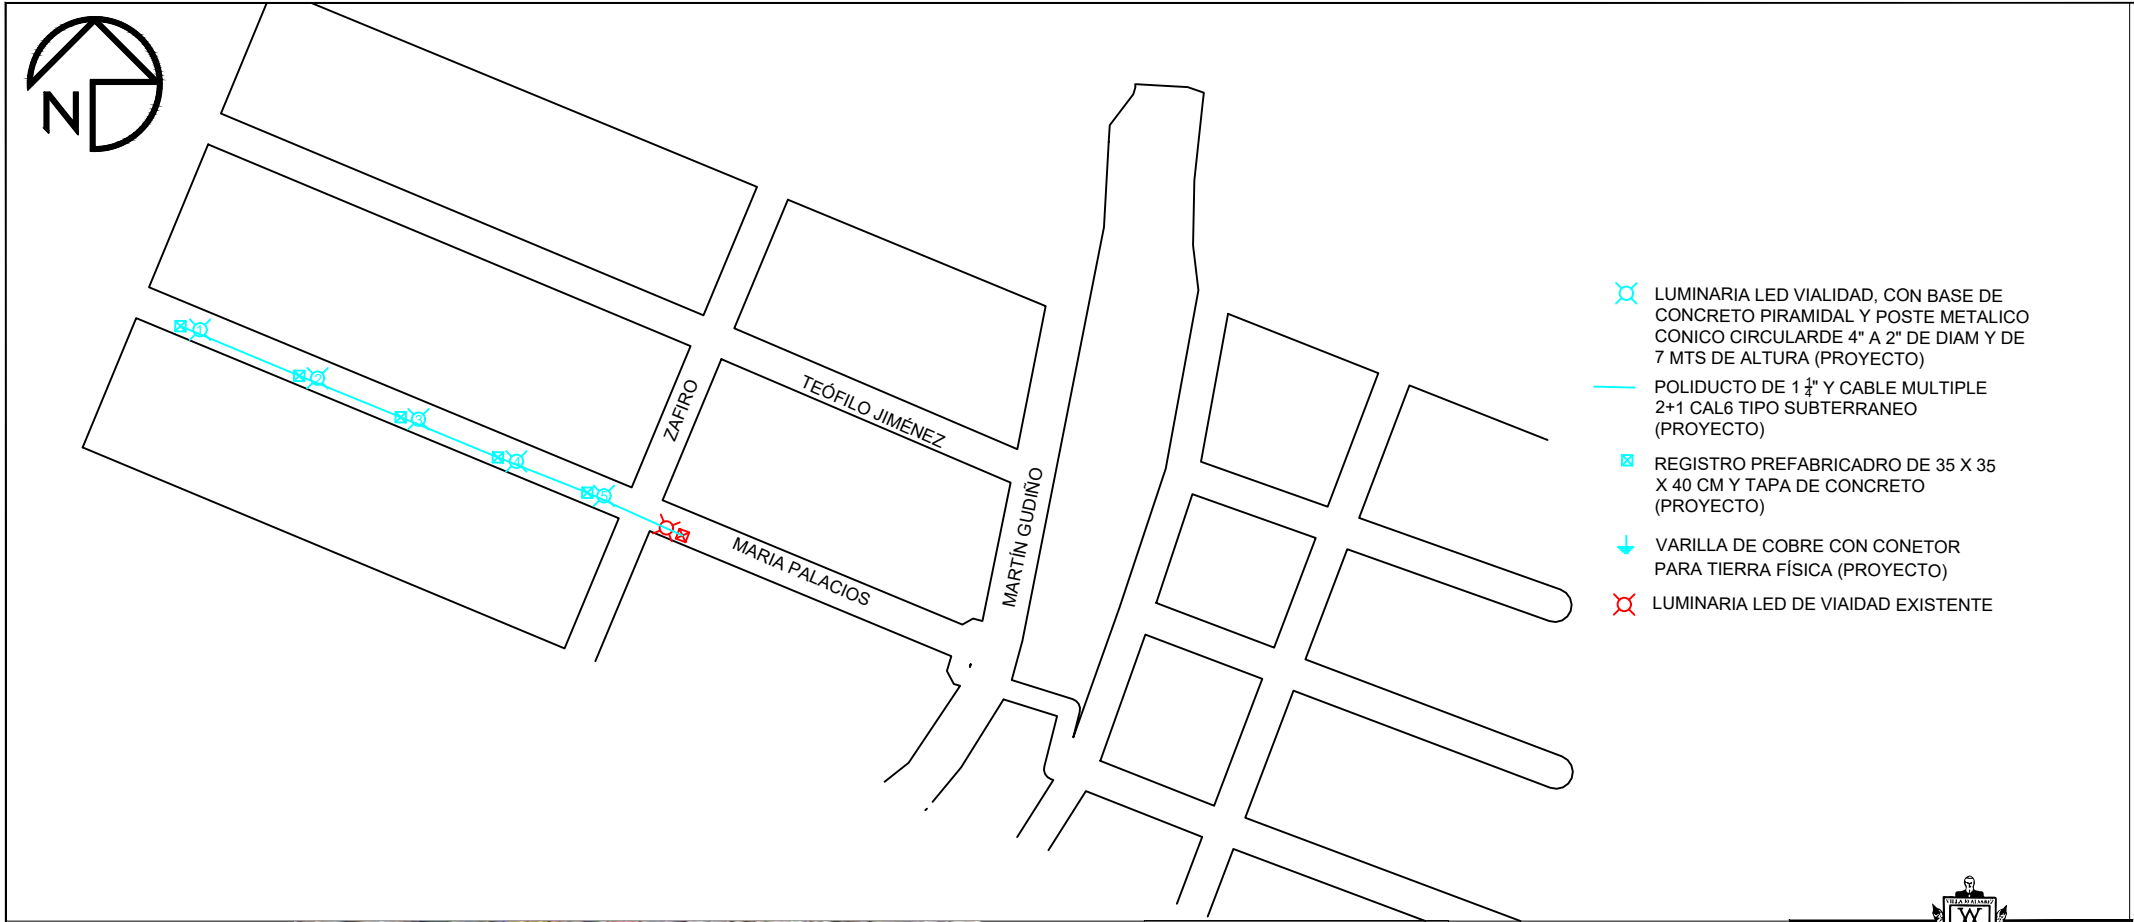 N
1
2
3
4
5
ZAFIRO
TEÓFILO JIMÉNEZ
MARIA PALACIOS
MARTÍN GUDIÑO
LUMINARIA LED VIALIDAD, CON BASE DE
CONCRETO PIRAMIDAL Y POSTE METALICO
CONICO CIRCULARDE 4" A 2" DE DIAM Y DE
7 MTS DE ALTURA (PROYECTO)
POLIDUCTO DE 1 1/4" Y CABLE MULTIPLE
2+1 CAL6 TIPO SUBTERRANEO
(PROYECTO)
REGISTRO PREFABRICADRO DE 35 X 35
X 40 CM Y TAPA DE CONCRETO
(PROYECTO)
VARILLA DE COBRE CON CONETOR
PARA TIERRA FÍSICA (PROYECTO)
LUMINARIA LED DE VIAIDAD EXISTENTE